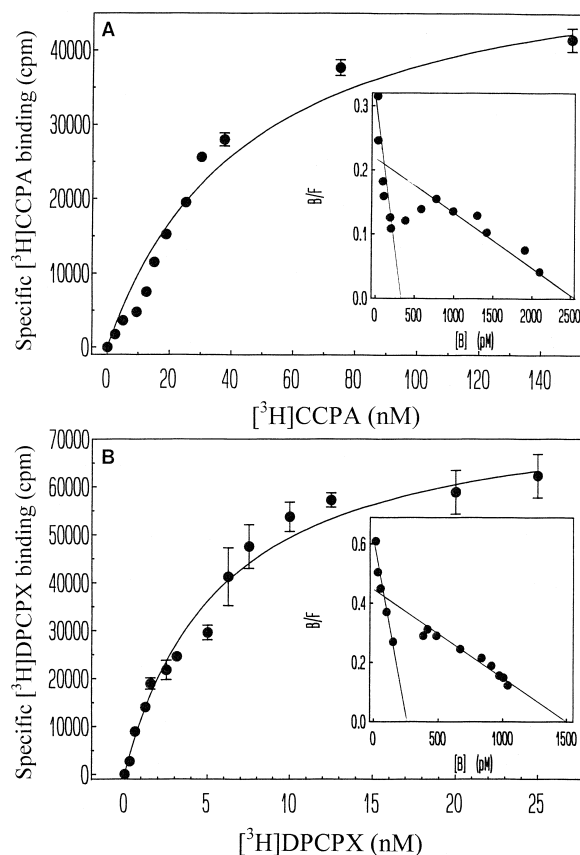 A
Specific [³H]CCPA binding (cpm)
40000
30000
20000
10000
0
0 20 40 60 80 100 120 140
[³H]CCPA (nM)
B/F
0.3
0.2
0.1
0.0
0 500 1000 1500 2000 2500
[B] (pM)
B
Specific [³H]DPCPX binding (cpm)
70000
60000
50000
40000
30000
20000
10000
0
0 5 10 15 20 25
[³H]DPCPX (nM)
B/F
0.6
0.4
0.2
0.0
0 500 1000 1500
[B] (pM)